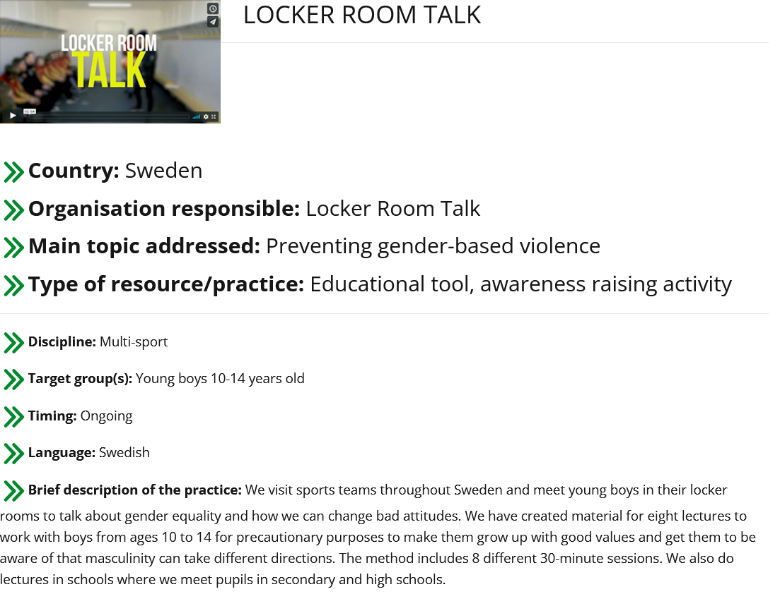 LOCKER ROOM TALK
LOCKER ROOM
TALK
Country: Sweden
Organisation responsible: Locker Room Talk
Main topic addressed: Preventing gender-based violence
Type of resource/practice: Educational tool, awareness raising activity
Discipline: Multi-sport
Target group(s): Young boys 10-14 years old
Timing: Ongoing
Language: Swedish
Brief description of the practice: We visit sports teams throughout Sweden and meet young boys in their locker
rooms to talk about gender equality and how we can change bad attitudes. We have created material for eight lectures to
work with boys from ages 10 to 14 for precautionary purposes to make them grow up with good values and get them to be
aware of that masculinity can take different directions. The method includes 8 different 30-minute sessions. We also do
lectures in schools where we meet pupils in secondary and high schools.